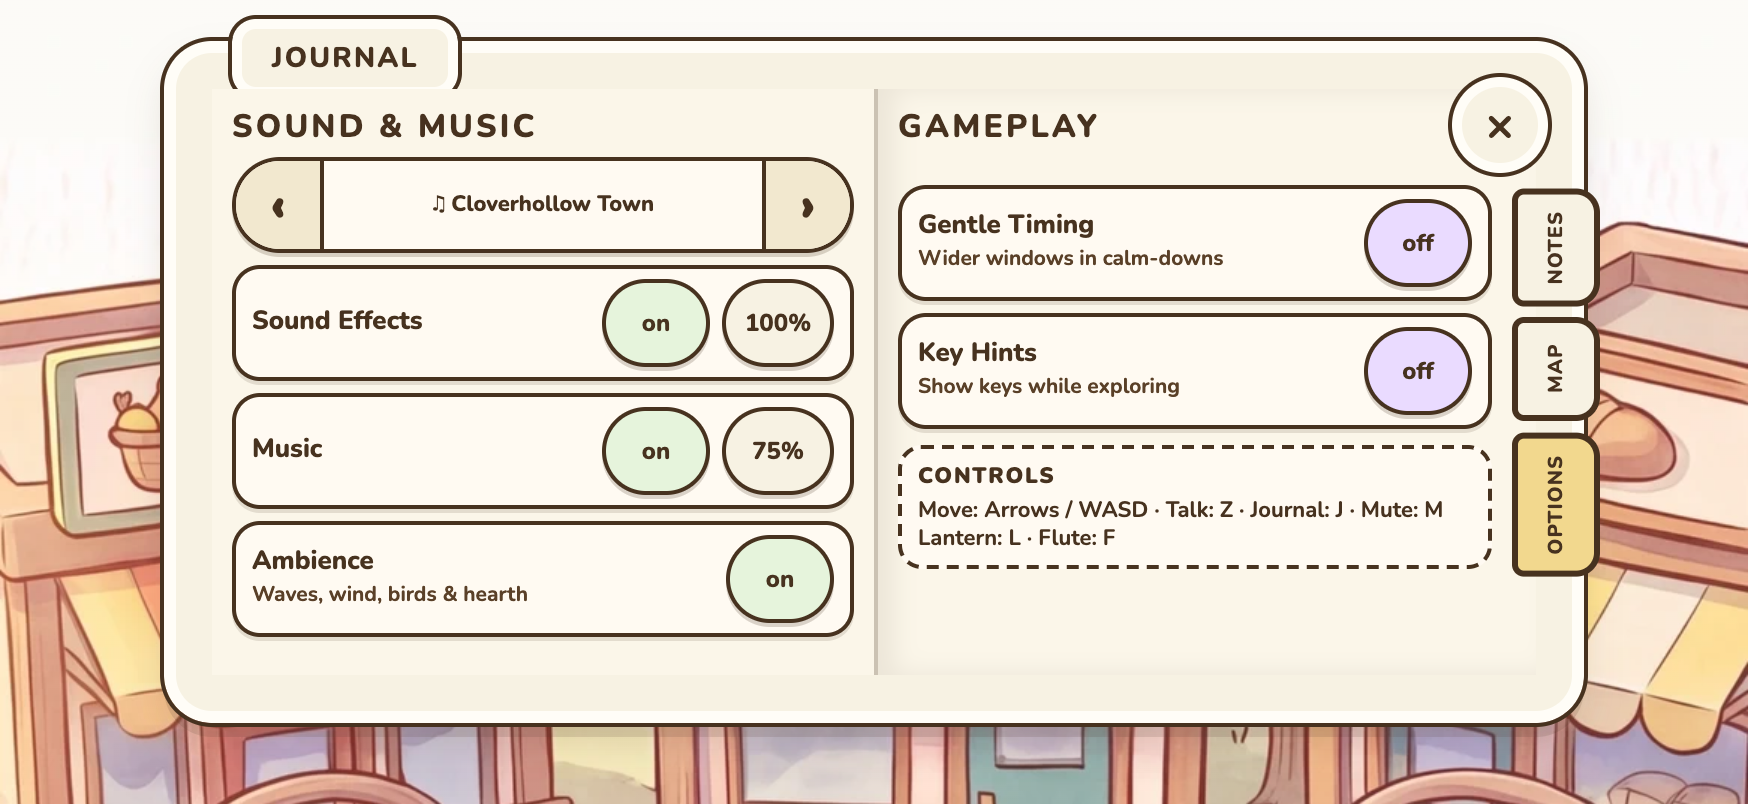 JOURNAL
SOUND & MUSIC
‹ ♫ Cloverhollow Town ›
Sound Effects on 100%
Music on 75%
Ambience on
Waves, wind, birds & hearth
GAMEPLAY
×
Gentle Timing off
Wider windows in calm-downs
Key Hints off
Show keys while exploring
CONTROLS
Move: Arrows / WASD · Talk: Z · Journal: J · Mute: M
Lantern: L · Flute: F
NOTES
MAP
OPTIONS